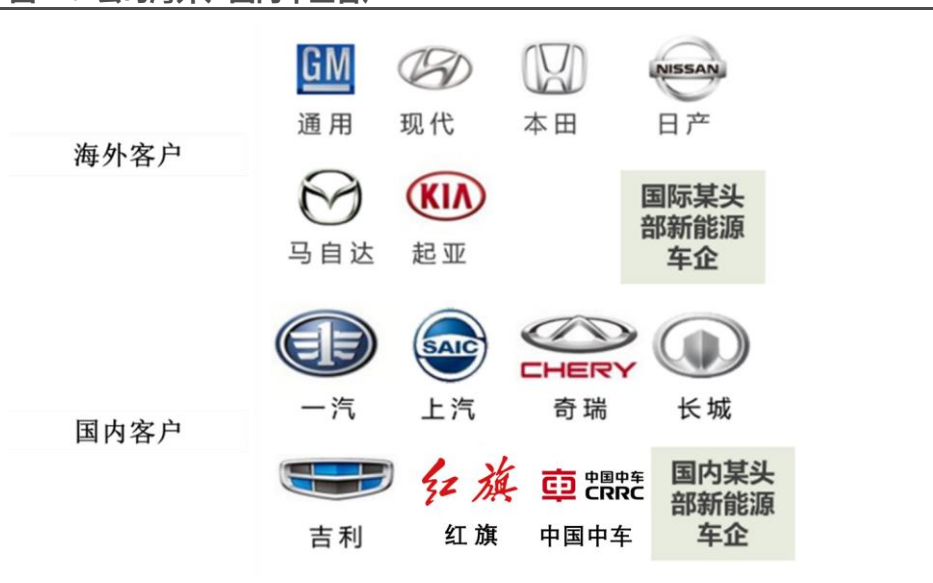 GM
NISSAN
通用 现代 本田 日产
海外客户
KIA
国际某头
部新能源
车企
马自达 起亚
SAIC
CHERY
一汽 上汽 奇瑞 长城
国内客户
红旗
中国中车
CRRC
国内某头
部新能源
车企
吉利 红旗 中国中车